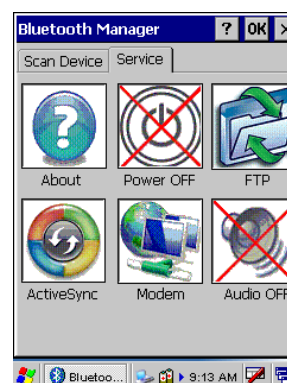 Bluetooth Manager ? OK ×
Scan Device Service
About Power OFF FTP
ActiveSync Modem Audio OFF
Bluetoo... 9:13 AM